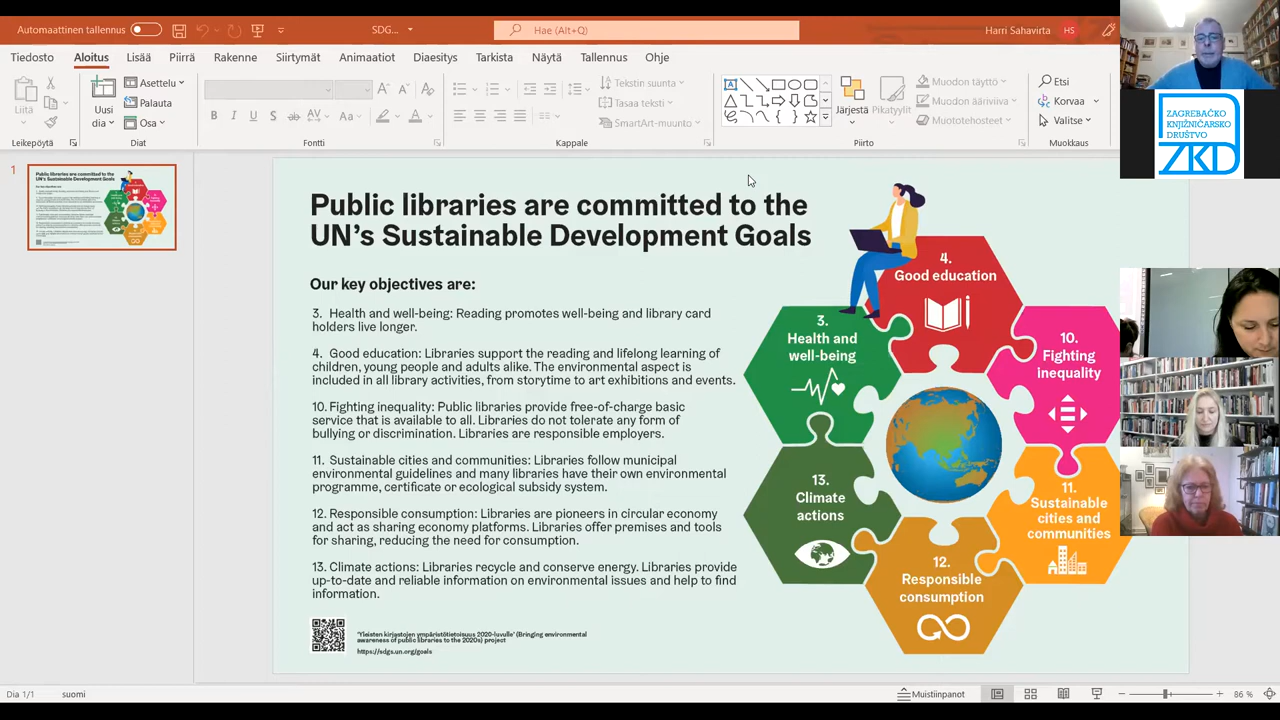 Automaattinen tallennus
SDG...
Hae (Alt+Q)
Harri Sahavirta
HS
Tiedosto
Aloitus
Lisää
Piirrä
Rakenne
Siirtymät
Animaatiot
Diaesitys
Tarkista
Näytä
Tallennus
Ohje
Liitä
Uusi
dia
Asettelu
Palauta
Osa
Tekstin suunta
Tasaa teksti
SmartArt-muunto
Järjestä
Pikatyylit
Muodon täyttö
Muodon ääriviiva
Muototehosteet
Etsi
Korvaa
Valitse
Leikepöytä
Diat
Fontti
Kappale
Piirto
Muokkaus
ZAGREBAČKO
KNJIŽNIČARSKO
DRUŠTVO
ZKD
1
Public libraries are committed to the
UN's Sustainable Development Goals
Public libraries are committed to the
UN's Sustainable Development Goals
Our key objectives are:
3. Health and well-being: Reading promotes well-being and library card
holders live longer.
4. Good education: Libraries support the reading and lifelong learning of
children, young people and adults alike. The environmental aspect is
included in all library activities, from storytime to art exhibitions and events.
10. Fighting inequality: Public libraries provide free-of-charge basic
service that is available to all. Libraries do not tolerate any form of
bullying or discrimination. Libraries are responsible employers.
11. Sustainable cities and communities: Libraries follow municipal
environmental guidelines and many libraries have their own environmental
programme, certificate or ecological subsidy system.
12. Responsible consumption: Libraries are pioneers in circular economy
and act as sharing economy platforms. Libraries offer premises and tools
for sharing, reducing the need for consumption.
13. Climate actions: Libraries recycle and conserve energy. Libraries provide
up-to-date and reliable information on environmental issues and help to find
information.
"Yleisten kirjastojen ympäristötietoisuus 2020-luvulle" (Bringing environmental
awareness of public libraries to the 2020s) project
https://sdgs.un.org/goals
4.
Good education
3.
Health and
well-being
10.
Fighting
inequality
13.
Climate
actions
11.
Sustainable
cities and
communities
12.
Responsible
consumption
Dia 1/1
suomi
Muistiinpanot
86 %